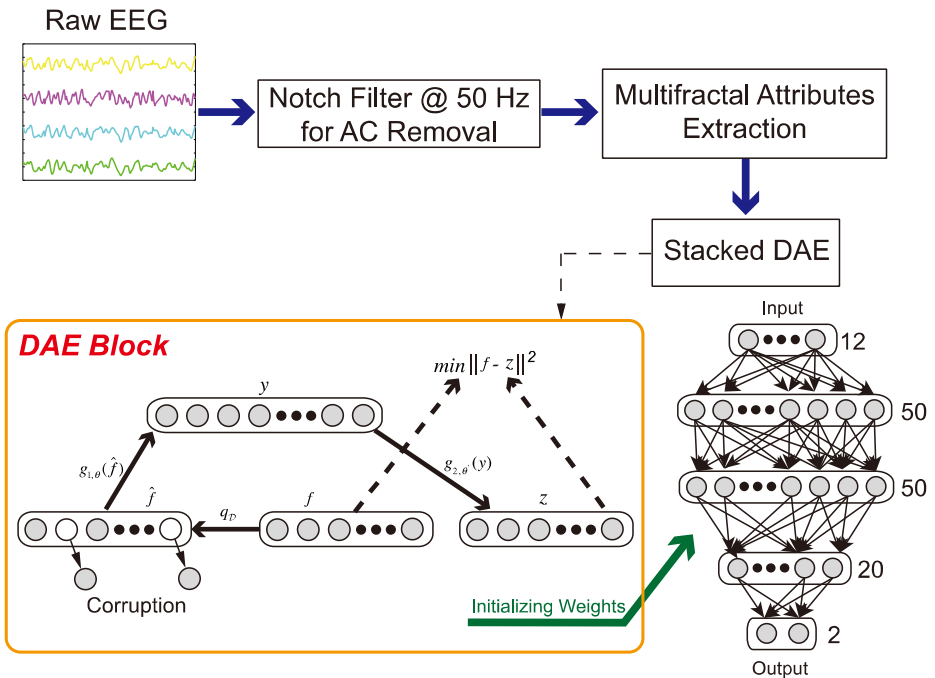 Raw EEG
Notch Filter @ 50 Hz
for AC Removal
Multifractal Attributes
Extraction
Stacked DAE
Input
12
50
50
20
2
Output
DAE Block
min ‖f - z‖²
y
g₁,θ(f̂)
g₂,θ'(y)
f̂
q_D
f
z
Corruption
Initializing Weights